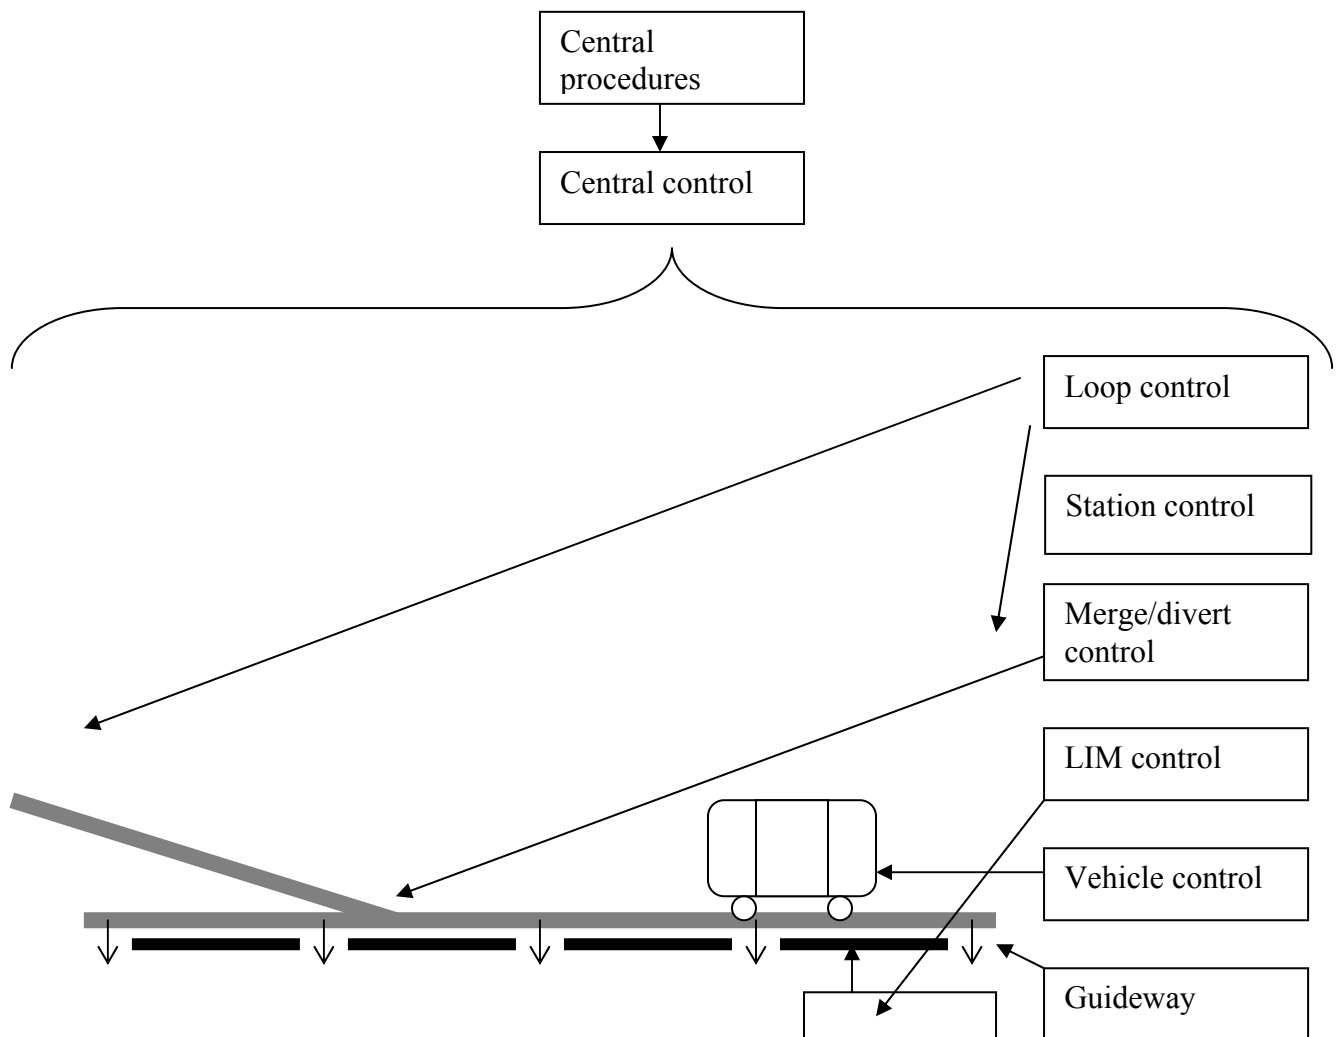 Central
procedures
Central control
Loop control
Station control
Merge/divert
control
LIM control
Vehicle control
Guideway